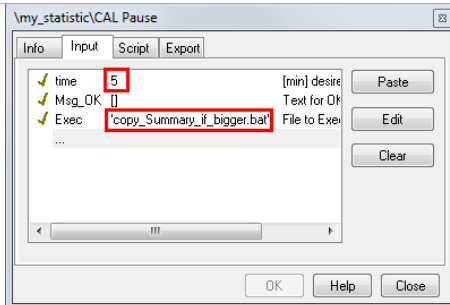 \my_statistic\CAL Pause
Info Input Script Export
time 5 [min] desire
Msg_OK [] Text for OK
Exec 'copy_Summary_if_bigger.bat' File to Exe
...
Paste
Edit
Clear
OK Help Close